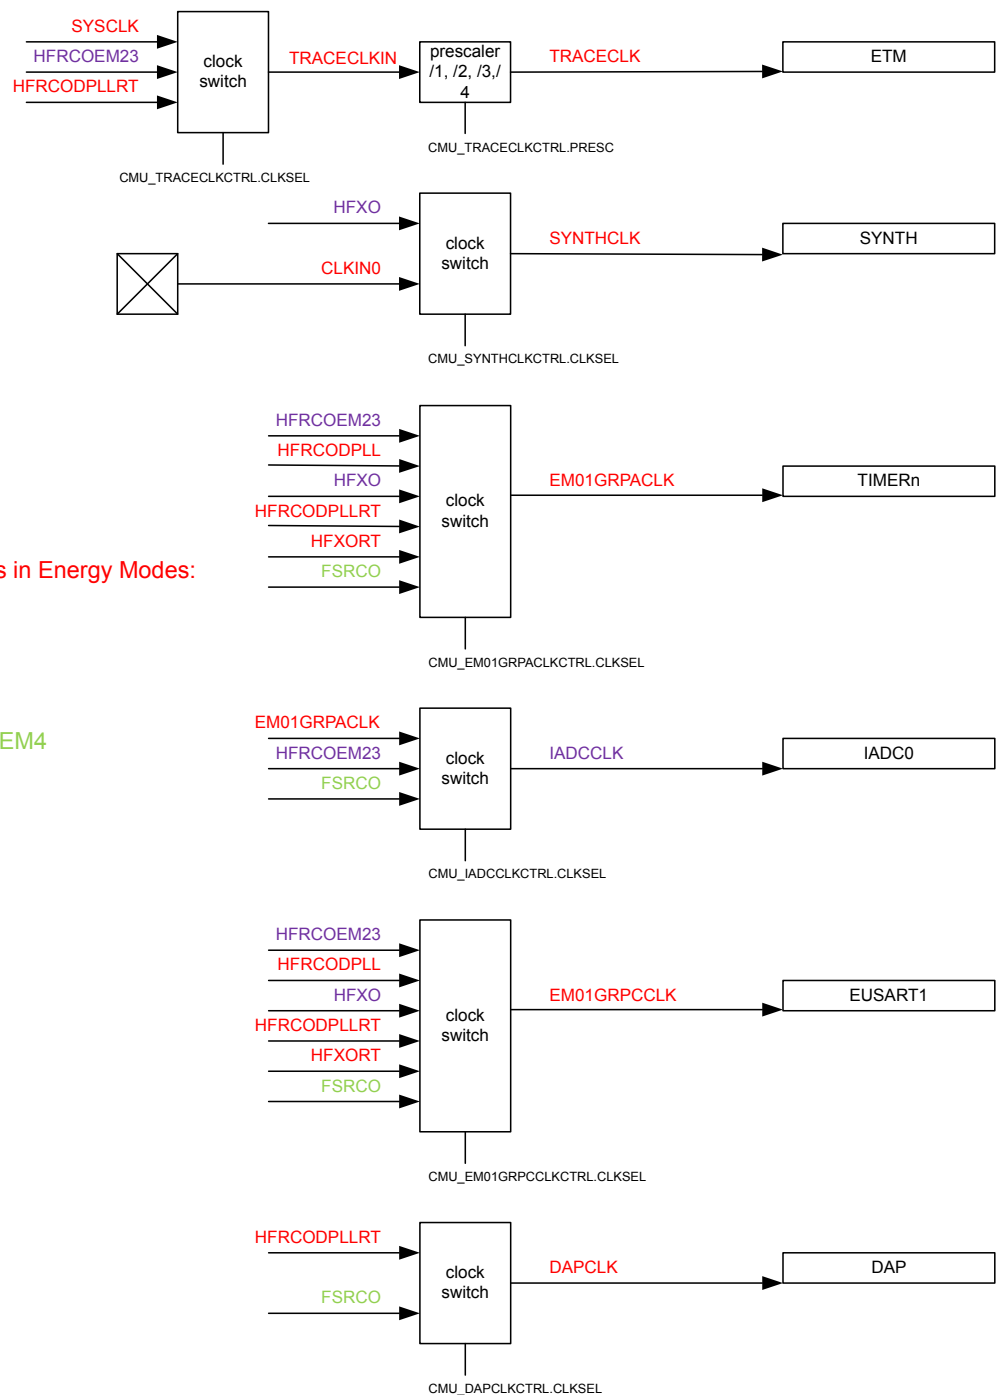 SYSCLK
HFRCOEM23
HFRCODPLLRT
clock
switch
TRACECLKIN
prescaler
/1, /2, /3,/
4
TRACECLK
ETM
CMU_TRACECLKCTRL.PRESC
CMU_TRACECLKCTRL.CLKSEL
HFXO
CLKIN0
clock
switch
SYNTHCLK
SYNTH
CMU_SYNTHCLKCTRL.CLKSEL
HFRCOEM23
HFRCODPLL
HFXO
HFRCODPLLRT
HFXORT
FSRCO
clock
switch
EM01GRPACLK
TIMERn
CMU_EM01GRPACLKCTRL.CLKSEL
s in Energy Modes:
EM4
EM01GRPACLK
HFRCOEM23
FSRCO
clock
switch
IADCCLK
IADC0
CMU_IADCCLKCTRL.CLKSEL
HFRCOEM23
HFRCODPLL
HFXO
HFRCODPLLRT
HFXORT
FSRCO
clock
switch
EM01GRPCCLK
EUSART1
CMU_EM01GRPCCLKCTRL.CLKSEL
HFRCODPLLRT
FSRCO
clock
switch
DAPCLK
DAP
CMU_DAPCLKCTRL.CLKSEL